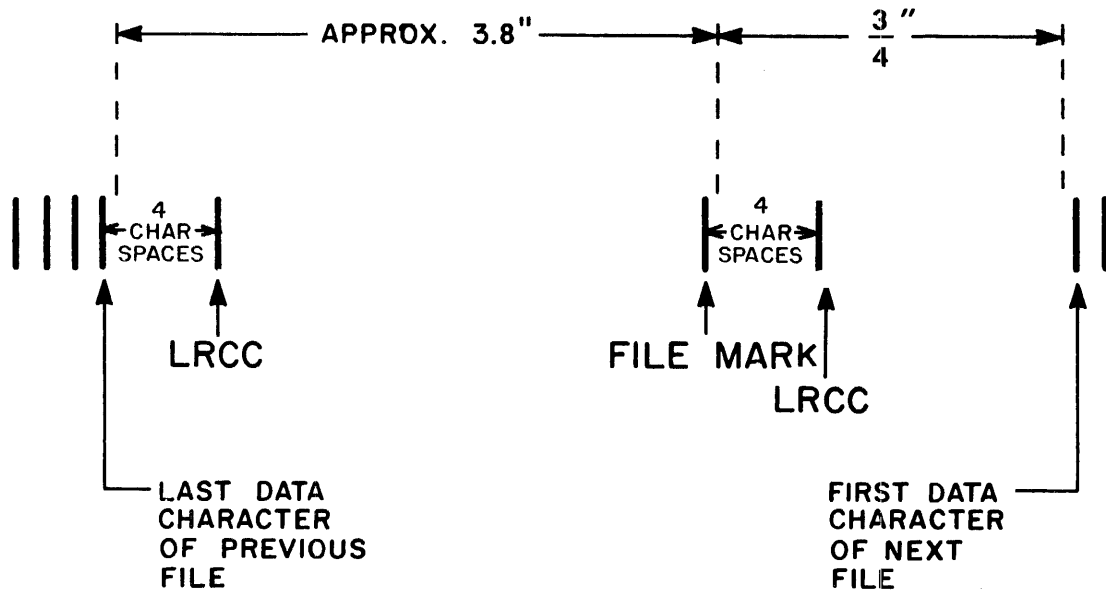 APPROX. 3.8"
3"
4
4
CHAR
SPACES
4
CHAR
SPACES
LRCC
FILE MARK
LRCC
LAST DATA
CHARACTER
OF PREVIOUS
FILE
FIRST DATA
CHARACTER
OF NEXT
FILE